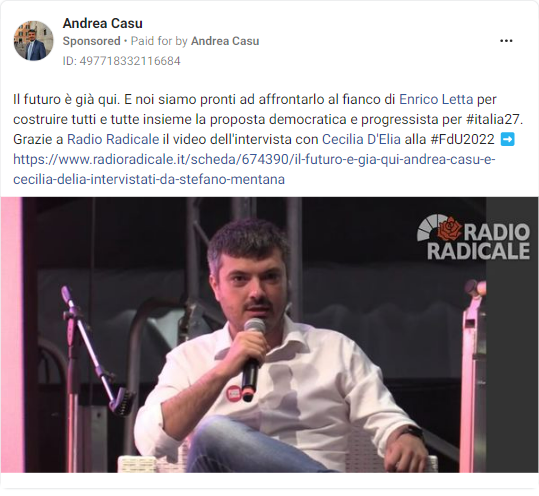 Andrea Casu
Sponsored • Paid for by Andrea Casu
ID: 497718332116684
Il futuro è già qui. E noi siamo pronti ad affrontarlo al fianco di Enrico Letta per
costruire tutti e tutte insieme la proposta democratica e progressista per #italia27.
Grazie a Radio Radicale il video dell'intervista con Cecilia D'Elia alla #FdU2022 ➡️
https://www.radioradicale.it/scheda/674390/il-futuro-e-gia-qui-andrea-casu-e-
cecilia-delia-intervistati-da-stefano-mentana
RADIO
RADICALE